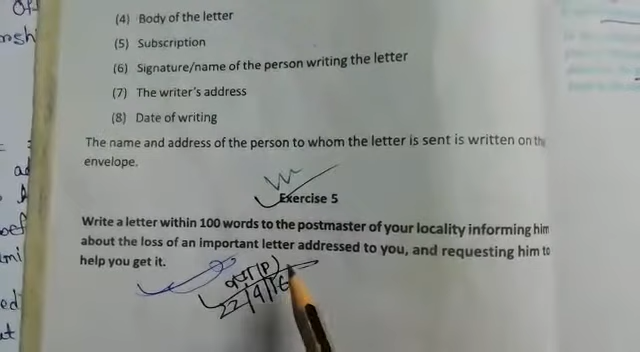 (4) Body of the letter
(5) Subscription
(6) Signature/name of the person writing the letter
(7) The writer's address
(8) Date of writing
The name and address of the person to whom the letter is sent is written on the
envelope.
Exercise 5
Write a letter within 100 words to the postmaster of your locality informing him
about the loss of an important letter addressed to you, and requesting him to
help you get it.